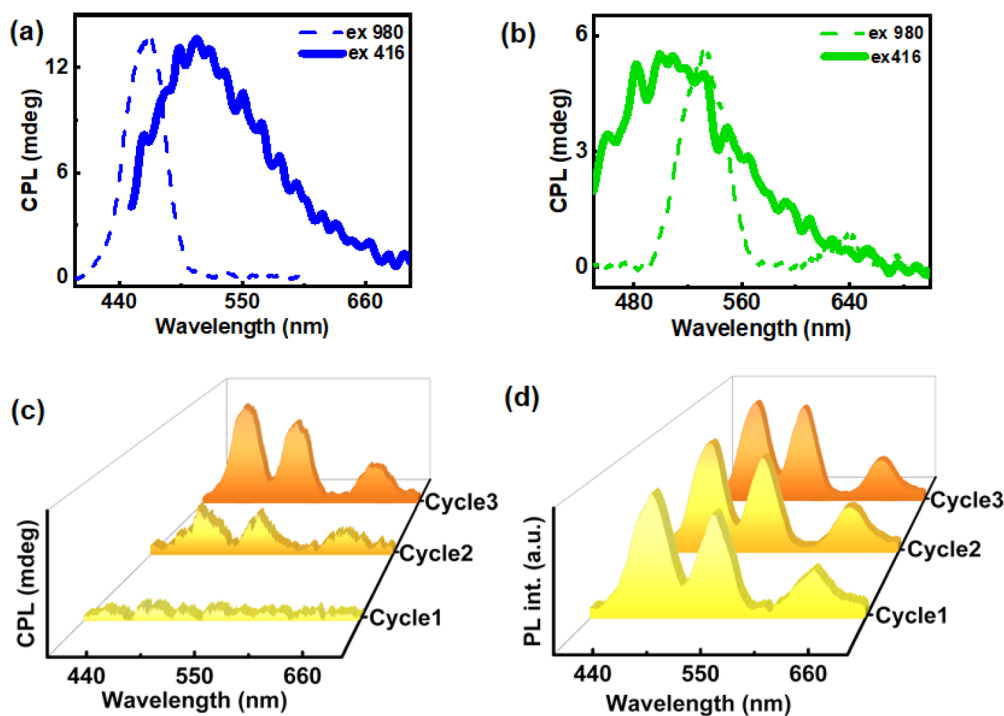 (a)
ex 980
ex 416
CPL (mdeg)
12
6
0
440 550 660
Wavelength (nm)
(b)
ex 980
ex416
CPL (mdeg)
6
3
0
480 560 640
Wavelength (nm)
(c)
CPL (mdeg)
Cycle3
Cycle2
Cycle1
440 550 660
Wavelength (nm)
(d)
PL int. (a.u.)
Cycle3
Cycle2
Cycle1
440 550 660
Wavelength (nm)